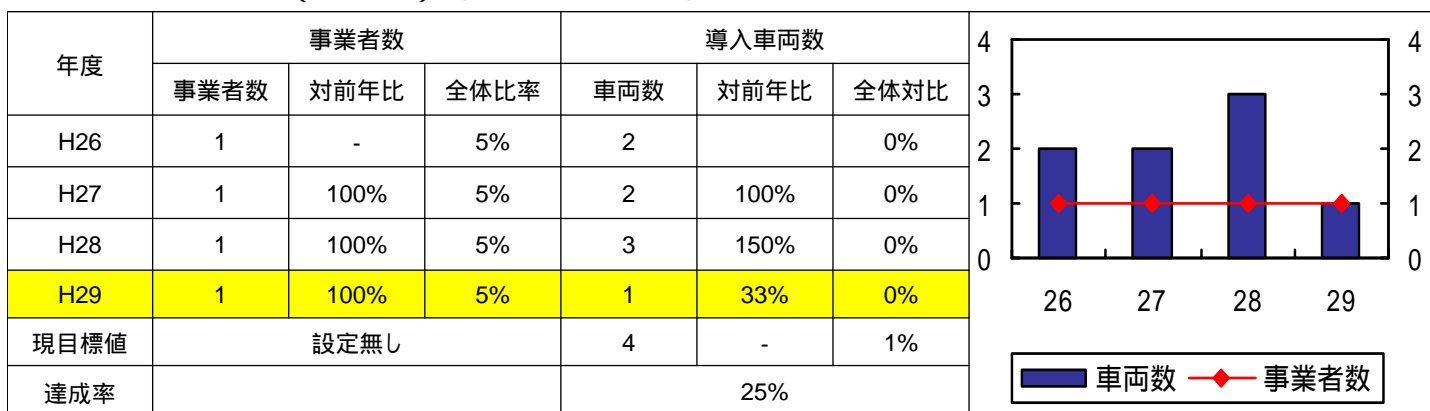 年度 事業者数 導入車両数
事業者数 対前年比 全体比率 車両数 対前年比 全体対比
H26 1 - 5% 2 0%
H27 1 100% 5% 2 100% 0%
H28 1 100% 5% 3 150% 0%
H29 1 100% 5% 1 33% 0%
現目標値 設定無し 4 - 1%
達成率 25%
4 4
3 3
2 2
1 1
0 0
26 27 28 29
車両数 事業者数